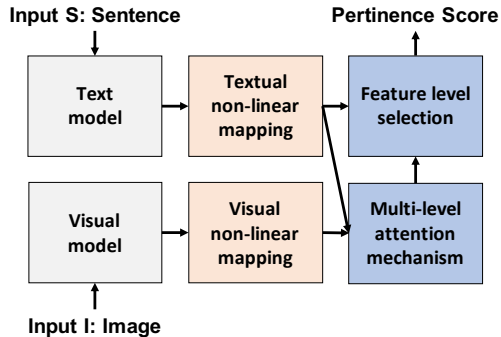 Input S: Sentence
Pertinence Score
Text
model
Textual
non-linear
mapping
Feature level
selection
Visual
model
Visual
non-linear
mapping
Multi-level
attention
mechanism
Input I: Image